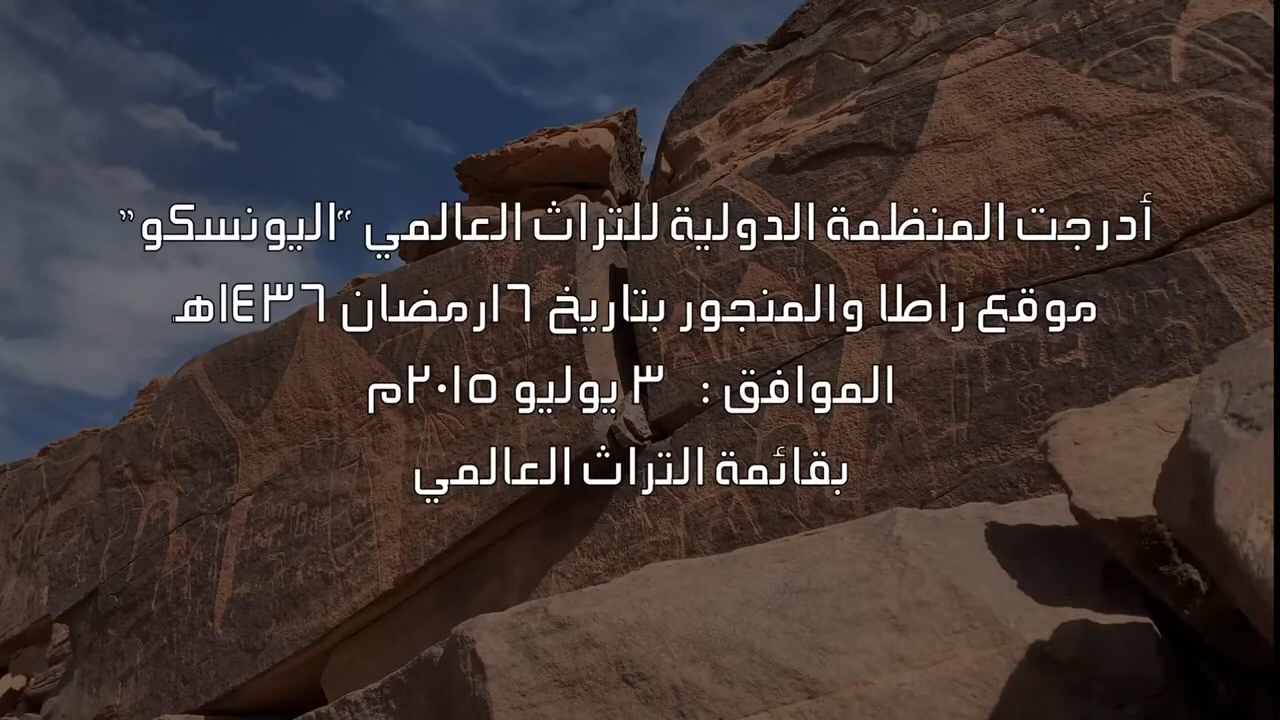 أدرجت المنظمة الدولية للتراث العالمي "اليونسكو"
موقع راطا والمنجور بتاريخ ١٦رمضان ١٤٣٦هـ
الموافق : ٣ يوليو ٢٠١٥م
بقائمة التراث العالمي